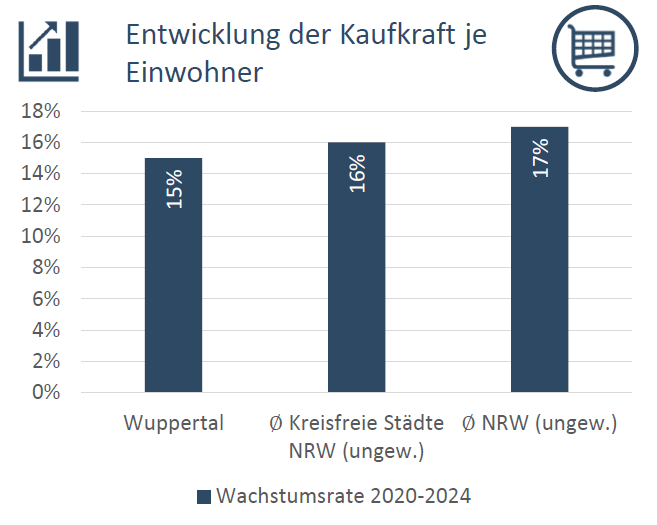 Entwicklung der Kaufkraft je
Einwohner
18%
16%
14%
12%
10%
8%
6%
4%
2%
0%
15%
16%
17%
Wuppertal
Ø Kreisfreie Städte
NRW (ungew.)
Ø NRW (ungew.)
Wachstumsrate 2020-2024